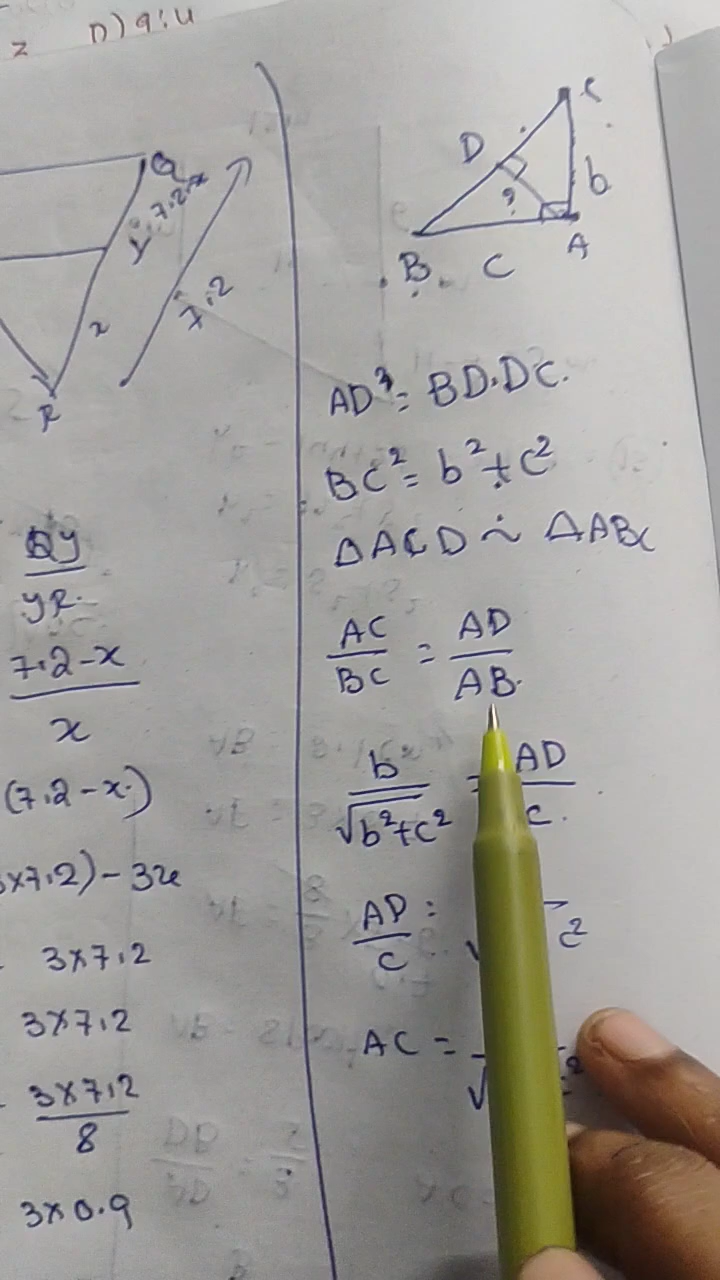 D) 9:4
z
Q
7.2-x
7.2
x
R
QY
YR.
7.2-x
x
(7.2-x)
x7.2)-3x
3x7.2
3x7.2
3x7.2
8
3x0.9
C
D
b
?
B
C
A
AD²= BD.DC.
BC²= b²+c²
ΔACD ~ ΔABC
AC = AD
BC AB.
b = AD
√b²+c² c.
AD =
C √ c²
AC =
√ c²